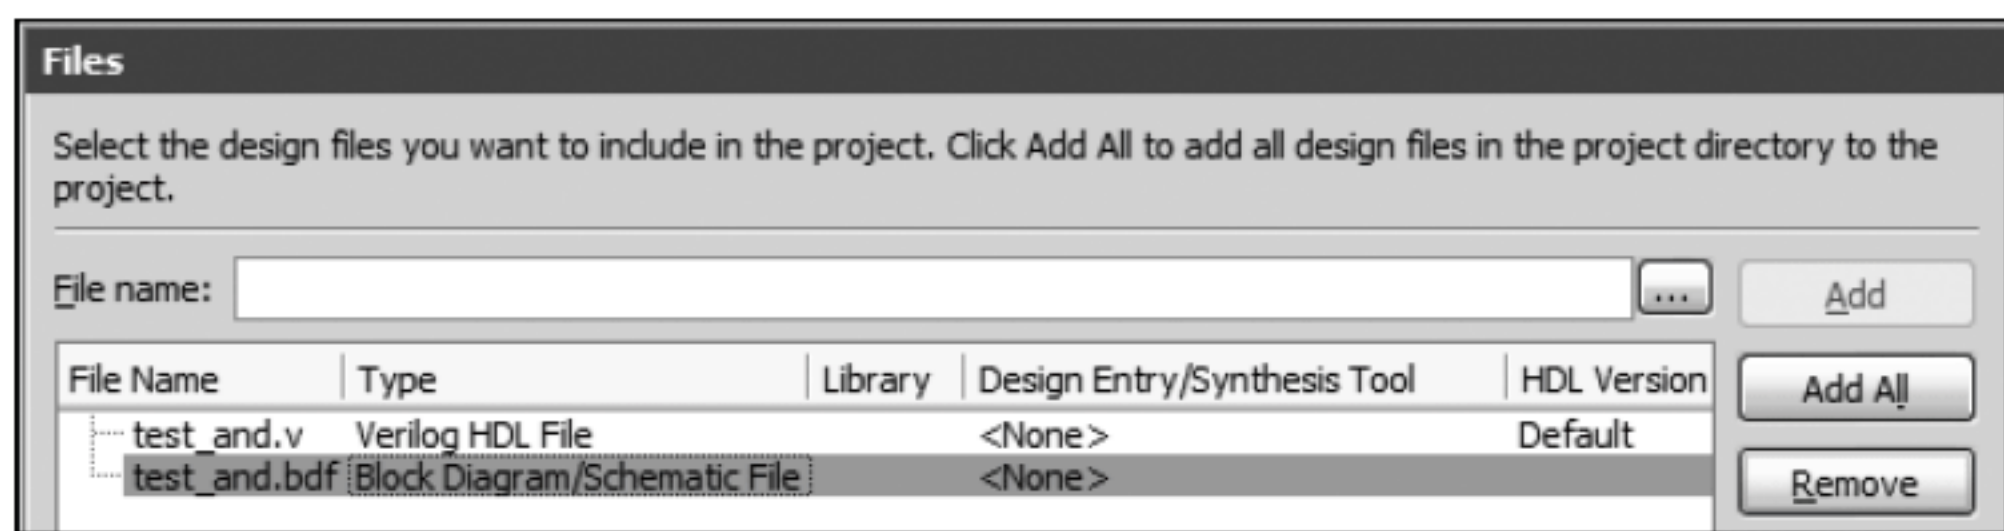 Files
Select the design files you want to include in the project. Click Add All to add all design files in the project directory to the
project.
File name: ... Add
File Name Type Library Design Entry/Synthesis Tool HDL Version Add All
test_and.v Verilog HDL File <None> Default
test_and.bdf Block Diagram/Schematic File <None> Remove